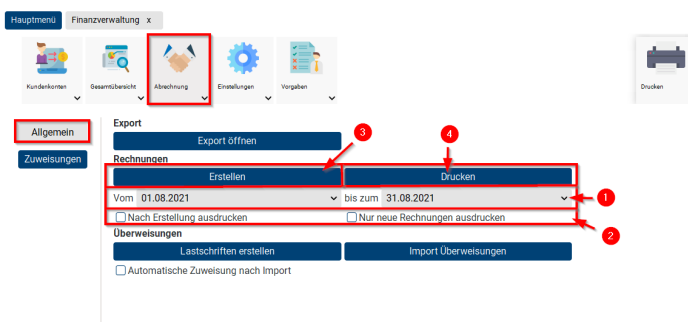 Hauptmenü Finanzverwaltung x
Kundenkonten Gesamtübersicht Abrechnung Einstellungen Vorgaben Drucken
Allgemein
Zuweisungen
Export
Export öffnen
3
4
Rechnungen
Erstellen Drucken
Vom 01.08.2021 bis zum 31.08.2021
1
Nach Erstellung ausdrucken Nur neue Rechnungen ausdrucken
2
Überweisungen
Lastschriften erstellen Import Überweisungen
Automatische Zuweisung nach Import